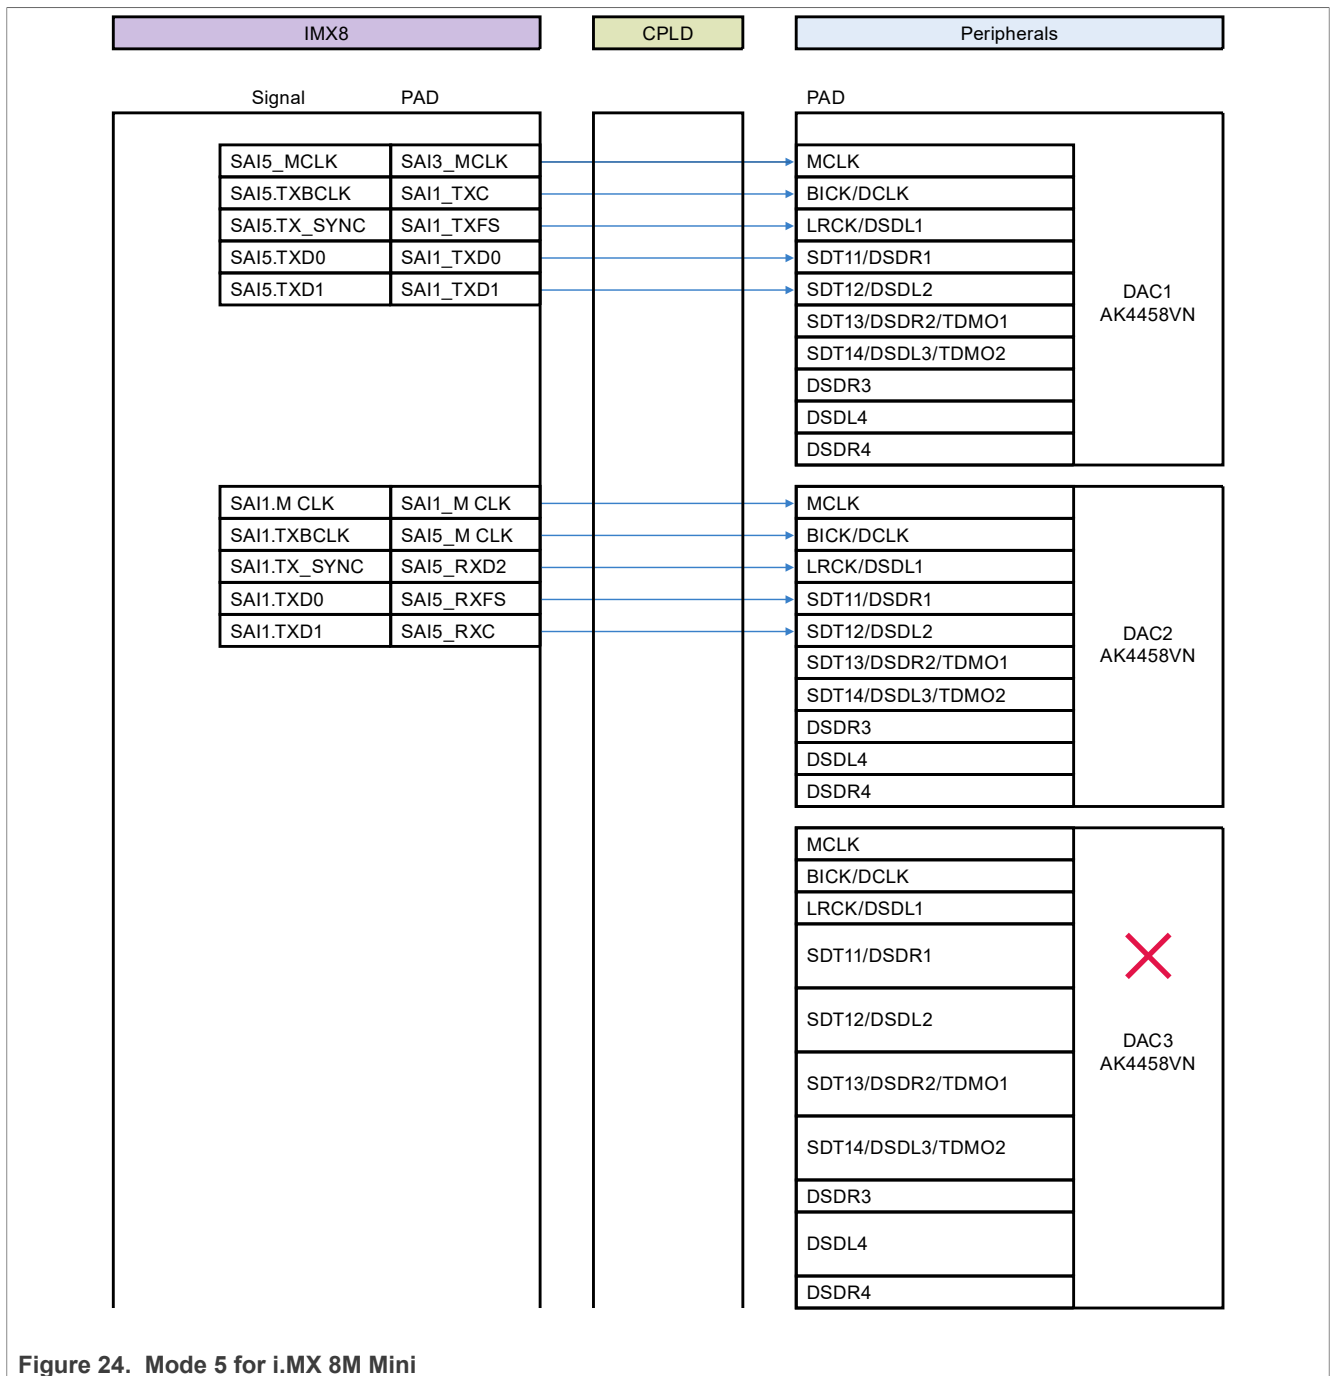 IMX8 CPLD Peripherals
Signal PAD PAD
SAI5_MCLK SAI3_MCLK MCLK
SAI5.TXBCLK SAI1_TXC BICK/DCLK
SAI5.TX_SYNC SAI1_TXFS LRCK/DSDL1
SAI5.TXD0 SAI1_TXD0 SDT11/DSDR1
SAI5.TXD1 SAI1_TXD1 SDT12/DSDL2
DAC1
AK4458VN
SDT13/DSDR2/TDMO1
SDT14/DSDL3/TDMO2
DSDR3
DSDL4
DSDR4
SAI1.M CLK SAI1_M CLK MCLK
SAI1.TXBCLK SAI5_M CLK BICK/DCLK
SAI1.TX_SYNC SAI5_RXD2 LRCK/DSDL1
SAI1.TXD0 SAI5_RXFS SDT11/DSDR1
SAI1.TXD1 SAI5_RXC SDT12/DSDL2
DAC2
AK4458VN
SDT13/DSDR2/TDMO1
SDT14/DSDL3/TDMO2
DSDR3
DSDL4
DSDR4
MCLK
BICK/DCLK
LRCK/DSDL1
SDT11/DSDR1
SDT12/DSDL2
DAC3
AK4458VN
SDT13/DSDR2/TDMO1
SDT14/DSDL3/TDMO2
DSDR3
DSDL4
DSDR4
Figure 24. Mode 5 for i.MX 8M Mini